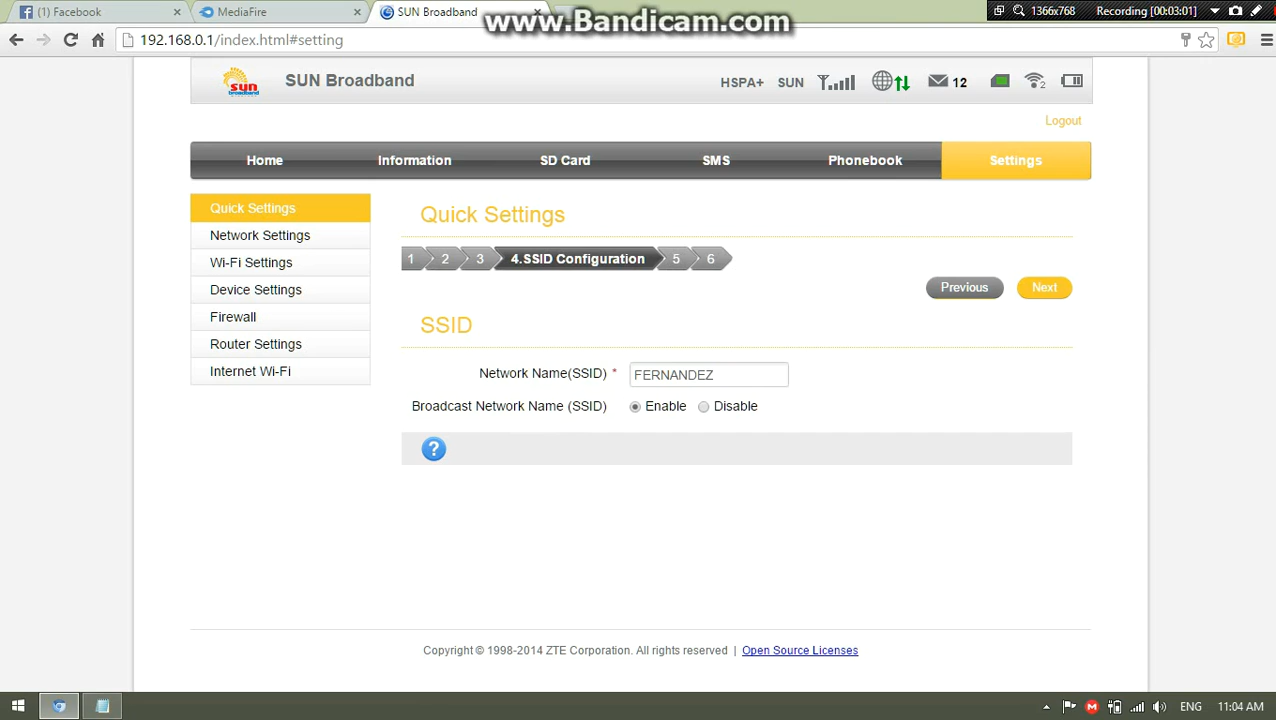 (1) Facebook
MediaFire
SUN Broadband
www.Bandicam.com
1366x768
Recording [00:03:01]
192.168.0.1/index.html#setting
sun
broadband
SUN Broadband
HSPA+ SUN 12 2
Logout
Home Information SD Card SMS Phonebook Settings
Quick Settings
Network Settings
Wi-Fi Settings
Device Settings
Firewall
Router Settings
Internet Wi-Fi
Quick Settings
1 2 3 4.SSID Configuration 5 6
Previous Next
SSID
Network Name(SSID) * FERNANDEZ
Broadcast Network Name (SSID) Enable Disable
?
Copyright © 1998-2014 ZTE Corporation. All rights reserved | Open Source Licenses
M
ENG 11:04 AM